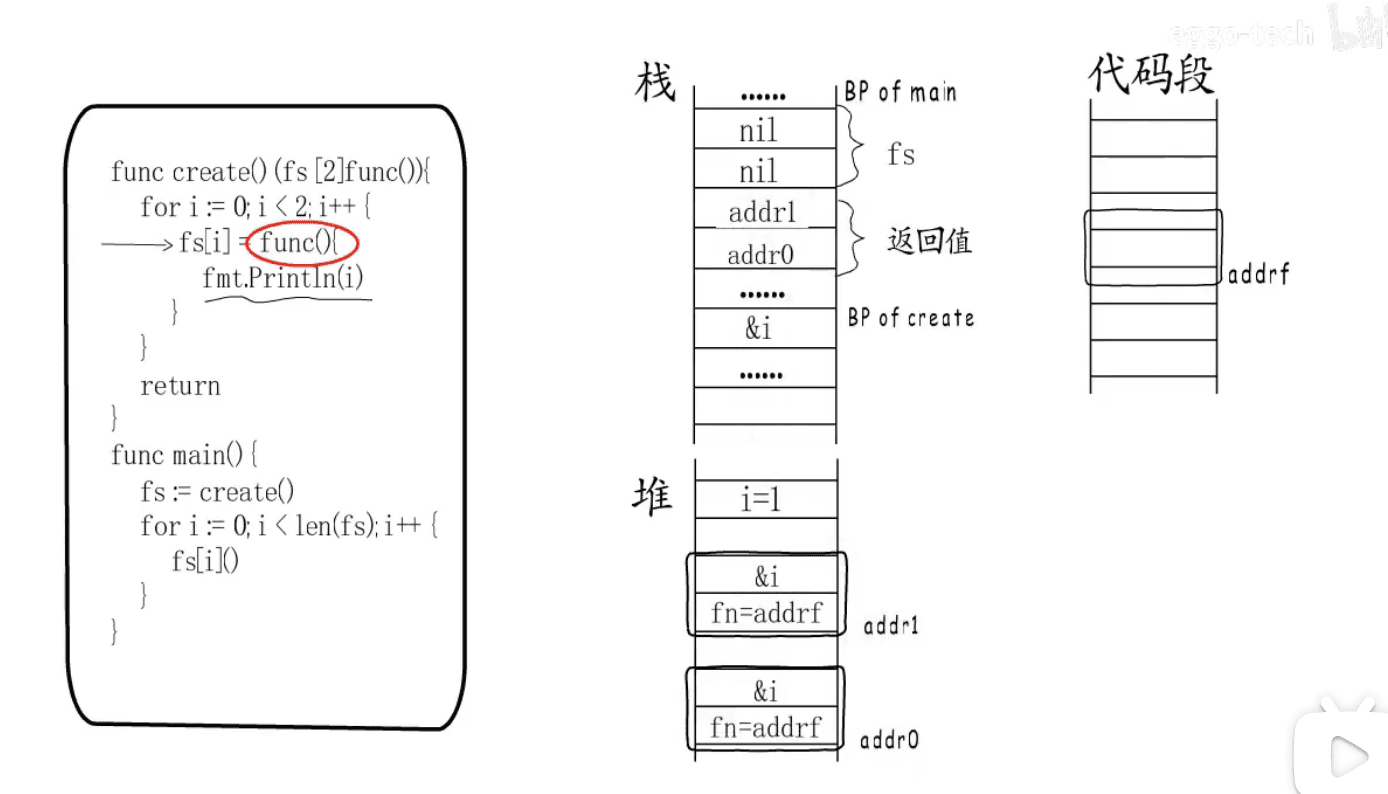 eggo-tech
func create() (fs [2]func()){
for i := 0; i < 2; i++ {
fs[i] = func(){
fmt.Println(i)
}
}
return
}
func main() {
fs := create()
for i := 0; i < len(fs); i++ {
fs[i]()
}
}
栈
......
BP of main
nil
nil
fs
addr1
addr0
返回值
......
&i
BP of create
......
堆
i=1
&i
fn=addrf
addr1
&i
fn=addrf
addr0
代码段
addrf